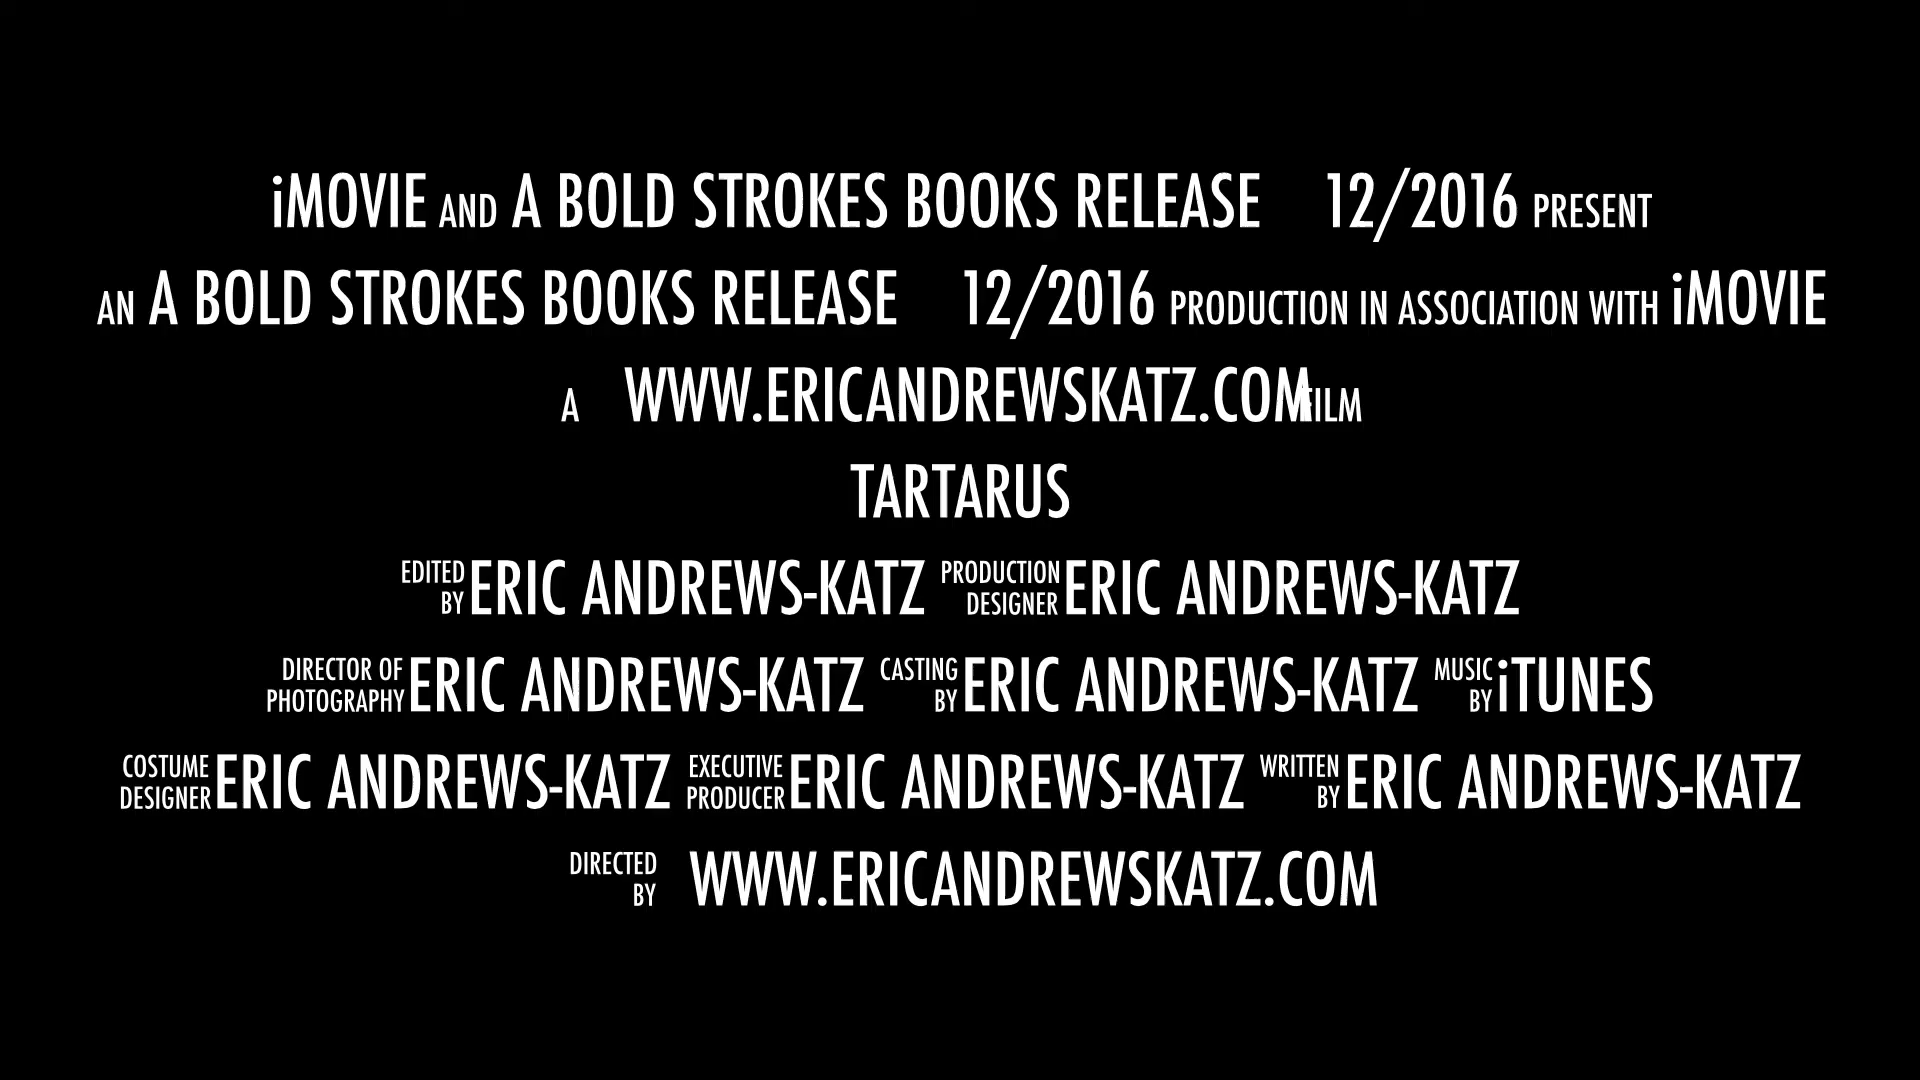 iMOVIE AND A BOLD STROKES BOOKS RELEASE 12/2016 PRESENT
AN A BOLD STROKES BOOKS RELEASE 12/2016 PRODUCTION IN ASSOCIATION WITH iMOVIE
A WWW.ERICANDREWSKATZ.COM FILM
TARTARUS
EDITED BY ERIC ANDREWS-KATZ PRODUCTION DESIGNER ERIC ANDREWS-KATZ
DIRECTOR OF PHOTOGRAPHY ERIC ANDREWS-KATZ CASTING BY ERIC ANDREWS-KATZ MUSIC BY iTUNES
COSTUME DESIGNER ERIC ANDREWS-KATZ EXECUTIVE PRODUCER ERIC ANDREWS-KATZ WRITTEN BY ERIC ANDREWS-KATZ
DIRECTED BY WWW.ERICANDREWSKATZ.COM